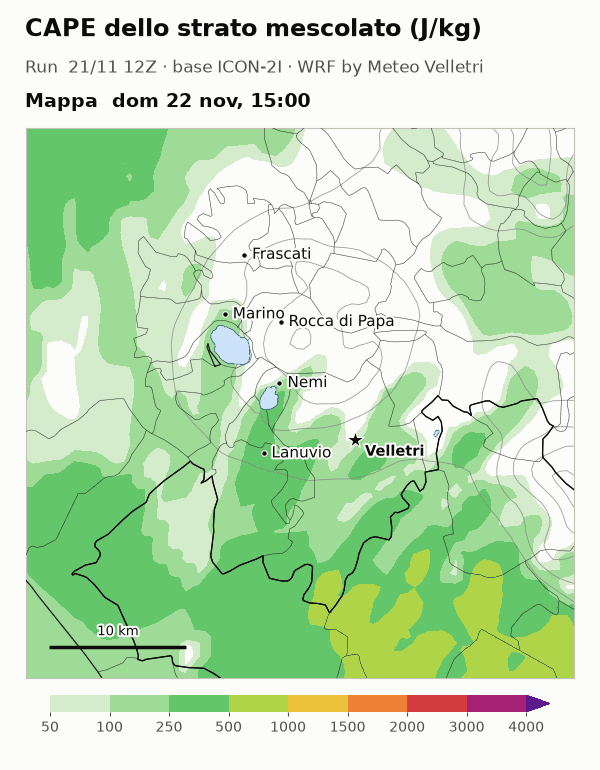 CAPE dello strato mescolato (J/kg)
Run  21/11 12Z · base ICON-2I · WRF by Meteo Velletri
Mappa  dom 22 nov, 15:00
Frascati
Marino
Rocca di Papa
Nemi
Velletri
Lanuvio
10 km
50 100 250 500 1000 1500 2000 3000 4000